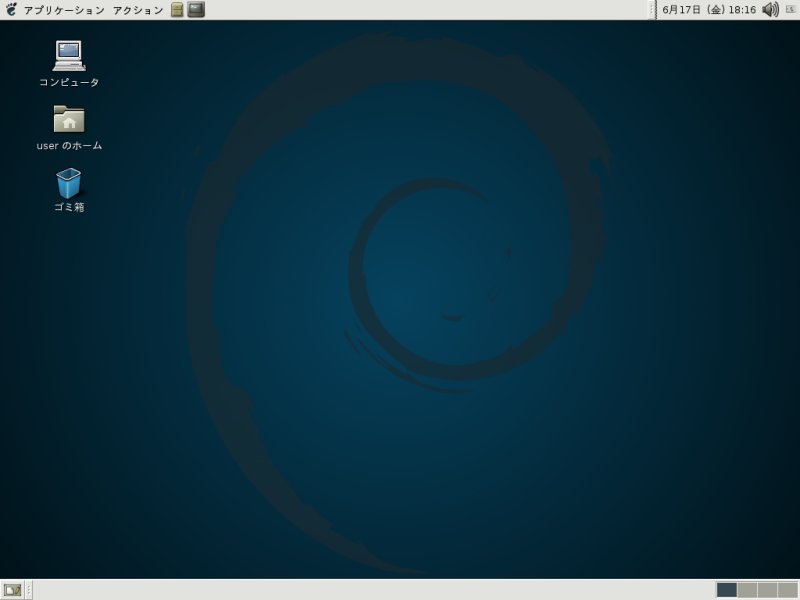 アプリケーション アクション
6月17日 (金) 18:16
コンピュータ
user のホーム
ゴミ箱